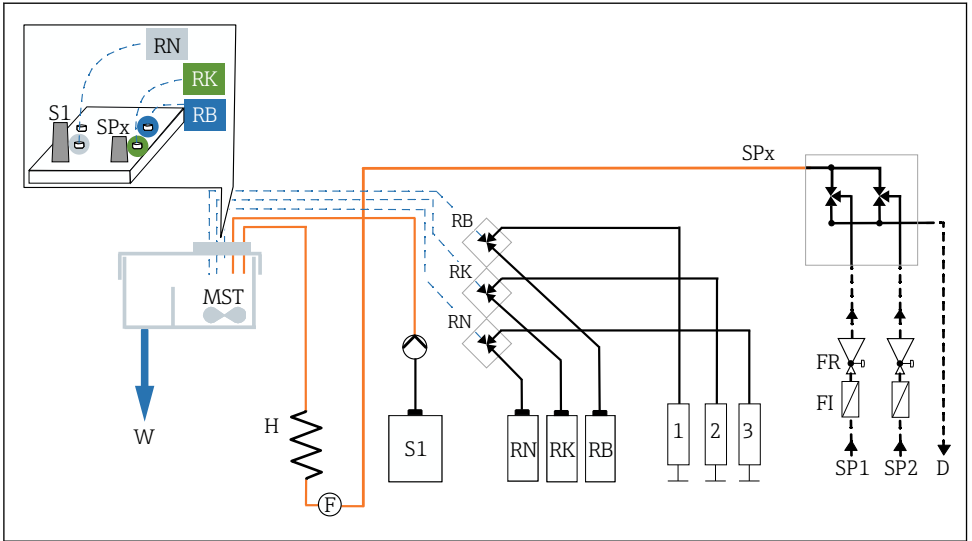 RN
RK
RB
S1
SPx
SPx
RB
RK
RN
MST
W
H
F
S1
RN
RK
RB
1
2
3
FR
FI
SP1
SP2
D